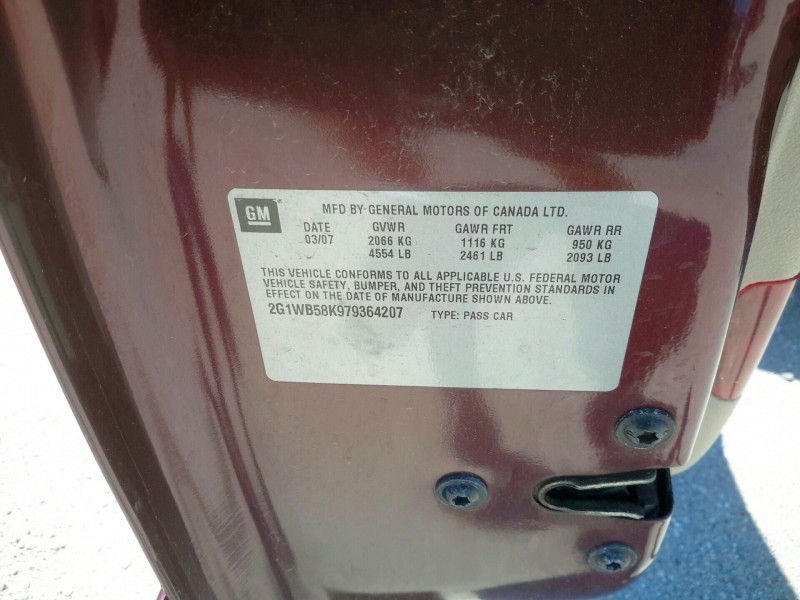 GM
MFD BY GENERAL MOTORS OF CANADA LTD.
DATE GVWR GAWR FRT GAWR RR
03/07 2066 KG 1116 KG 950 KG
4554 LB 2461 LB 2093 LB
THIS VEHICLE CONFORMS TO ALL APPLICABLE U.S. FEDERAL MOTOR
VEHICLE SAFETY, BUMPER, AND THEFT PREVENTION STANDARDS IN
EFFECT ON THE DATE OF MANUFACTURE SHOWN ABOVE.
2G1WB58K979364207 TYPE: PASS CAR